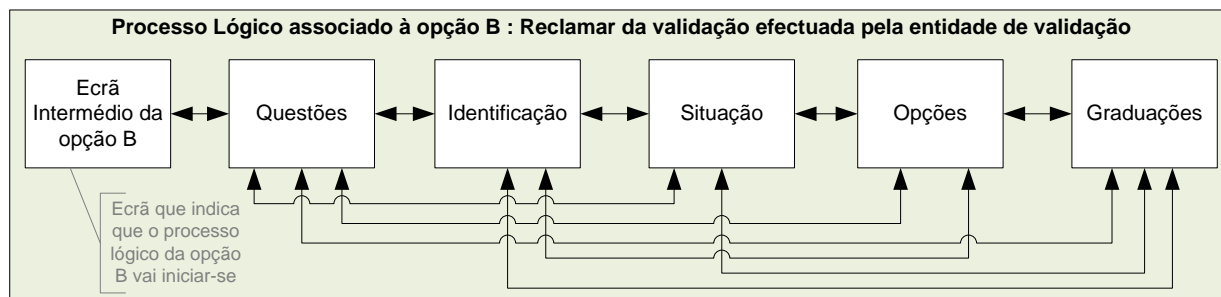 Processo Lógico associado à opção B : Reclamar da validação efectuada pela entidade de validação
Ecrã
Intermédio da
opção B
Questões
Identificação
Situação
Opções
Graduações
Ecrã que indica
que o processo
lógico da opção
B vai iniciar-se